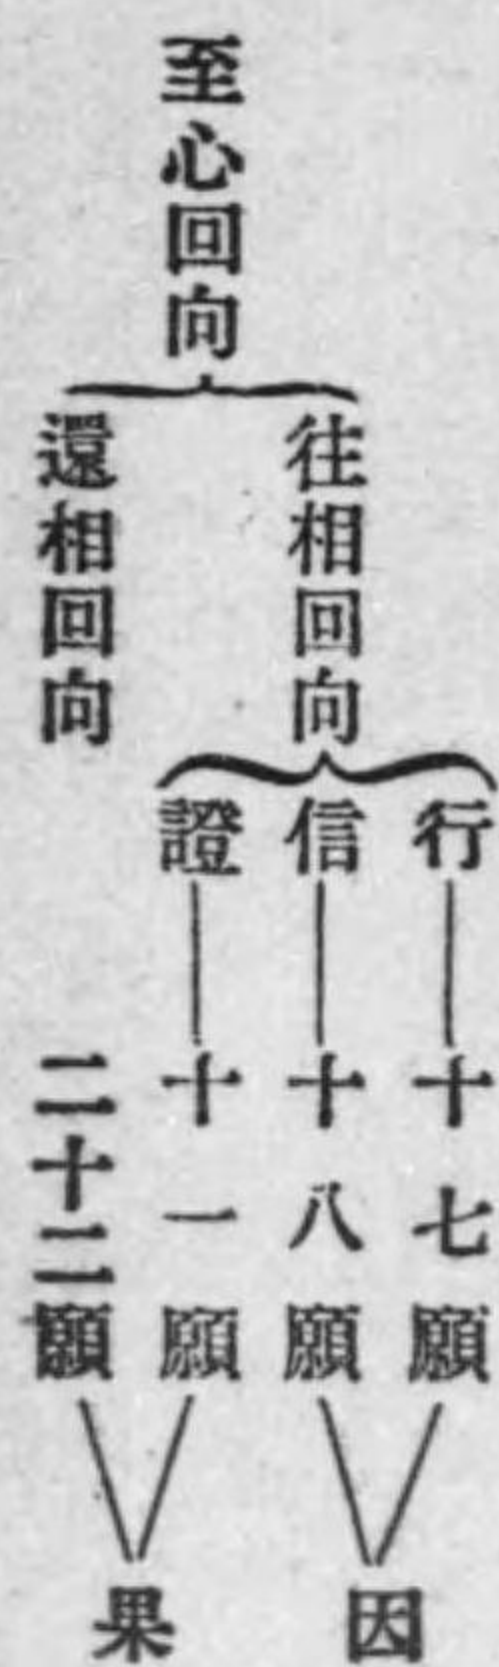 至心回向
往相回向
還相回向
行
信
證
十七願
十八願
十一願
二十二願
因
果